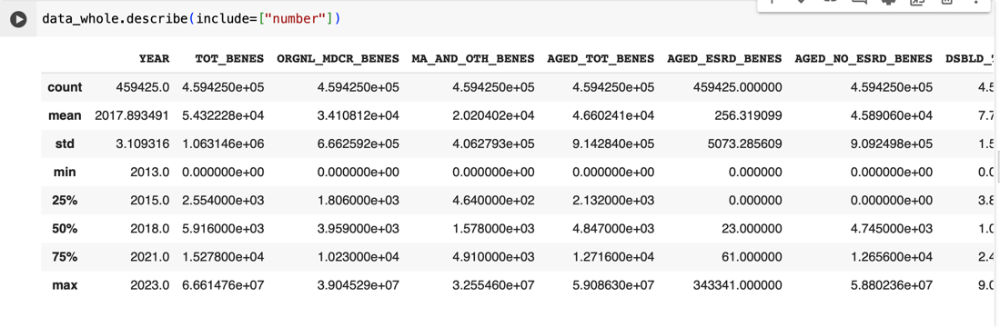 data_whole.describe(include=["number"])
YEAR TOT_BENES ORGNL_MDCR_BENES MA_AND_OTH_BENES AGED_TOT_BENES AGED_ESRD_BENES AGED_NO_ESRD_BENES DSBLD_
count 459425.0 4.594250e+05 4.594250e+05 4.594250e+05 4.594250e+05 459425.000000 4.594250e+05 4.5
mean 2017.893491 5.432228e+04 3.410812e+04 2.020402e+04 4.660241e+04 256.319099 4.589060e+04 7.7
std 3.109316 1.063146e+06 6.662592e+05 4.062793e+05 9.142840e+05 5073.285609 9.092498e+05 1.5
min 2013.0 0.000000e+00 0.000000e+00 0.000000e+00 0.000000e+00 0.000000 0.000000e+00 0.0
25% 2015.0 2.554000e+03 1.806000e+03 4.640000e+02 2.132000e+03 0.000000 0.000000e+00 3.8
50% 2018.0 5.916000e+03 3.959000e+03 1.578000e+03 4.847000e+03 23.000000 4.745000e+03 1.0
75% 2021.0 1.527800e+04 1.023000e+04 4.910000e+03 1.271600e+04 61.000000 1.265600e+04 2.4
max 2023.0 6.661476e+07 3.904529e+07 3.255460e+07 5.908630e+07 343341.000000 5.880236e+07 9.0